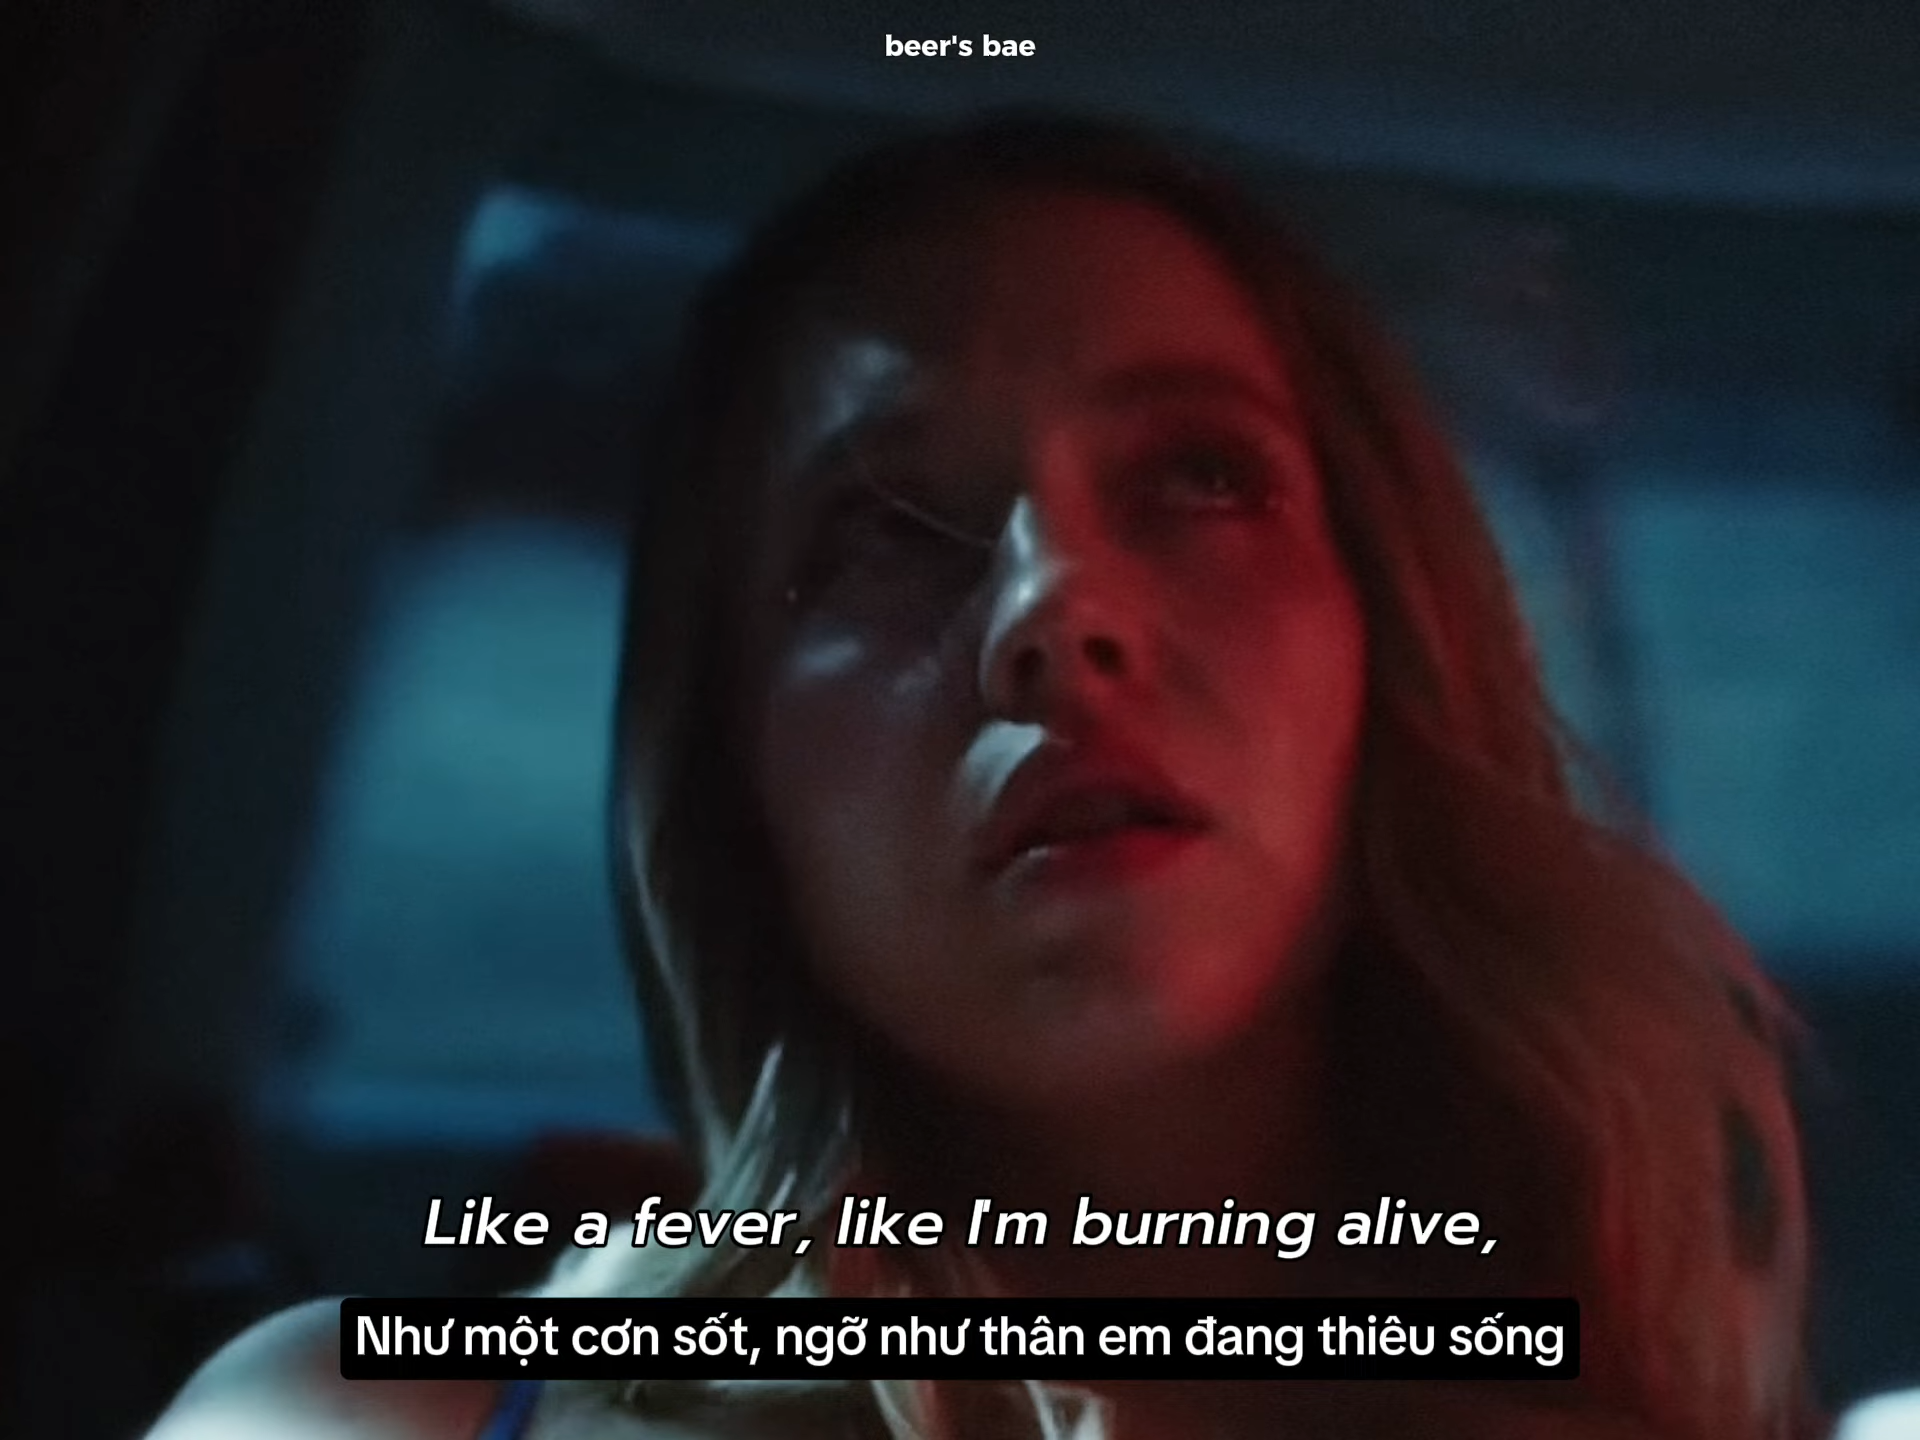 beer's bae
Like a fever, like I'm burning alive,
Như một cơn sốt, ngỡ như thân em đang thiêu sống